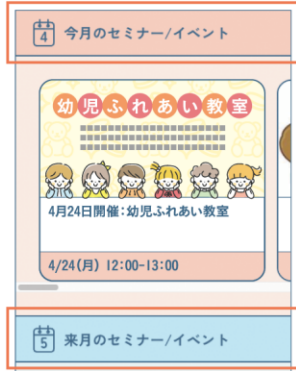 4 今月のセミナー/イベント
幼児ふれあい教室
4月24日開催:幼児ふれあい教室
4/24(月) 12:00-13:00
5 来月のセミナー/イベント